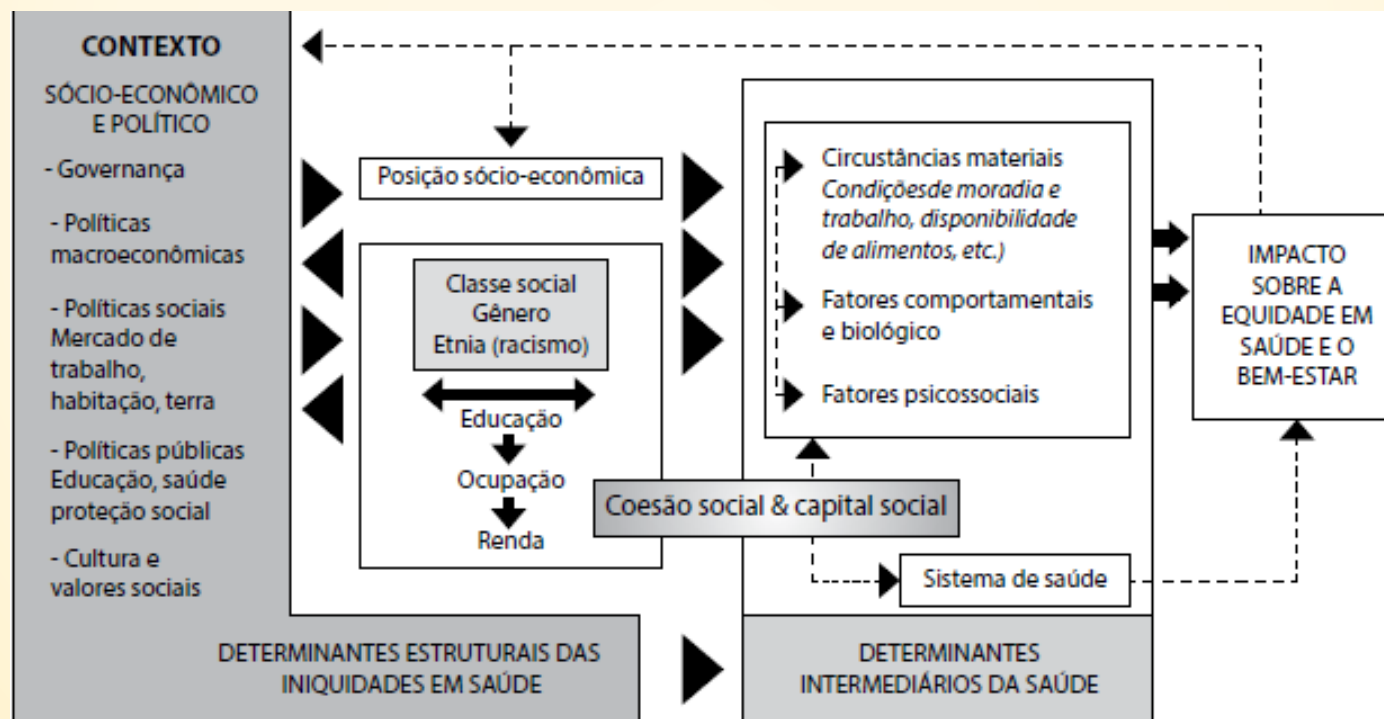 CONTEXTO
SÓCIO-ECONÔMICO
E POLÍTICO
- Governança
- Políticas
macroeconômicas
- Políticas sociais
Mercado de
trabalho,
habitação, terra
- Políticas públicas
Educação, saúde
proteção social
- Cultura e
valores sociais
Posição sócio-econômica
Classe social
Gênero
Etnia (racismo)
Educação
Ocupação
Renda
Coesão social & capital social
Circustâncias materiais
Condiçõesde moradia e
trabalho, disponibilidade
de alimentos, etc.)
Fatores comportamentais
e biológico
Fatores psicossociais
Sistema de saúde
IMPACTO
SOBRE A
EQUIDADE EM
SAÚDE E O
BEM-ESTAR
DETERMINANTES ESTRUTURAIS DAS
INIQUIDADES EM SAÚDE
DETERMINANTES
INTERMEDIÁRIOS DA SAÚDE